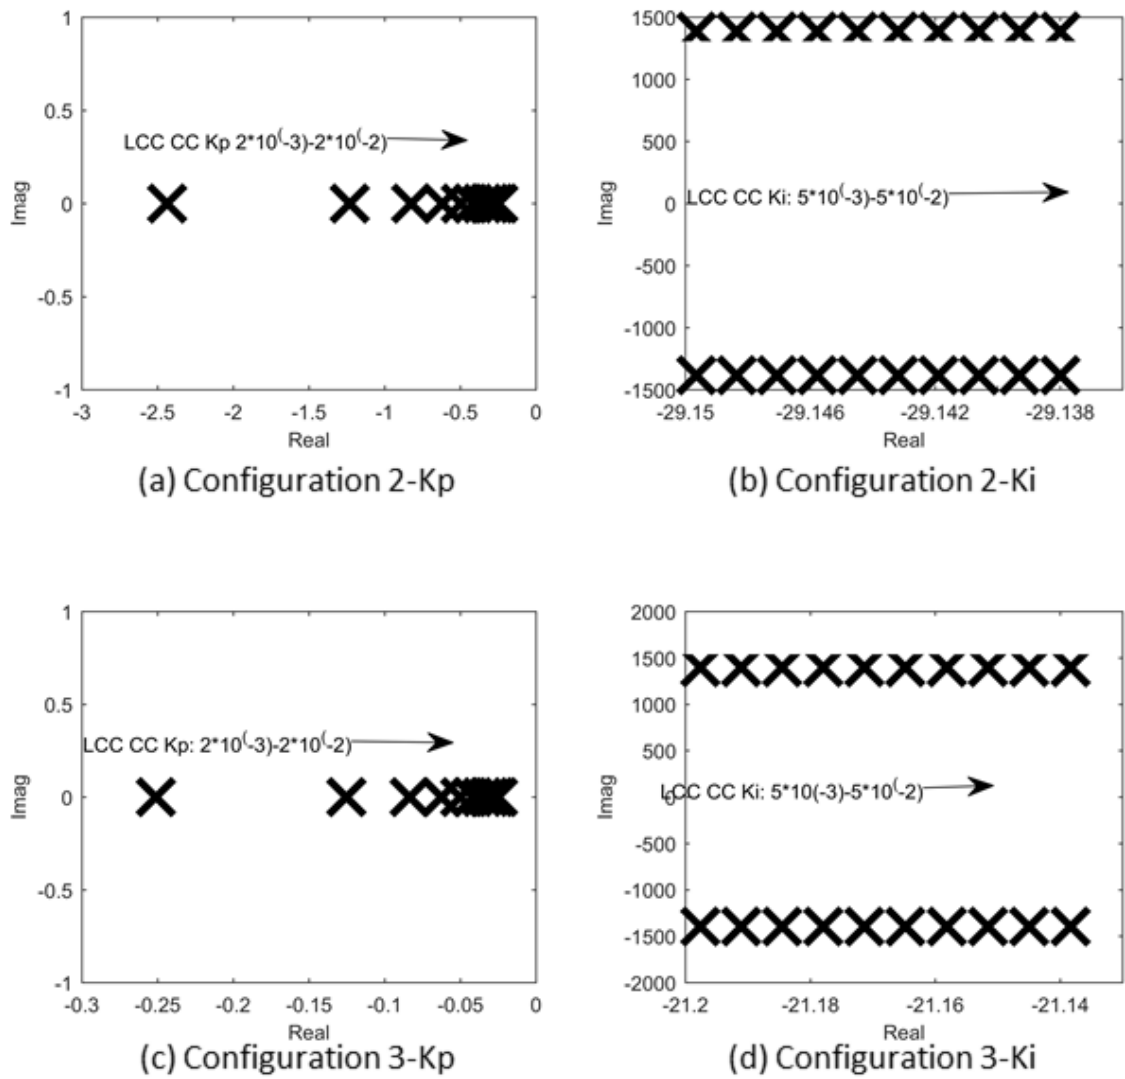 1
0.5
0
-0.5
-1
Imag
LCC CC Kp 2*10(-3)-2*10(-2)
-3 -2.5 -2 -1.5 -1 -0.5 0
Real
(a) Configuration 2-Kp
1500
1000
500
0
-500
-1000
-1500
Imag
LCC CC Ki: 5*10(-3)-5*10(-2)
-29.15 -29.146 -29.142 -29.138
Real
(b) Configuration 2-Ki
1
0.5
0
-0.5
-1
Imag
LCC CC Kp: 2*10(-3)-2*10(-2)
-0.3 -0.25 -0.2 -0.15 -0.1 -0.05 0
Real
(c) Configuration 3-Kp
2000
1500
1000
500
0
-500
-1000
-1500
-2000
Imag
LCC CC Ki: 5*10(-3)-5*10(-2)
-21.2 -21.18 -21.16 -21.14
Real
(d) Configuration 3-Ki